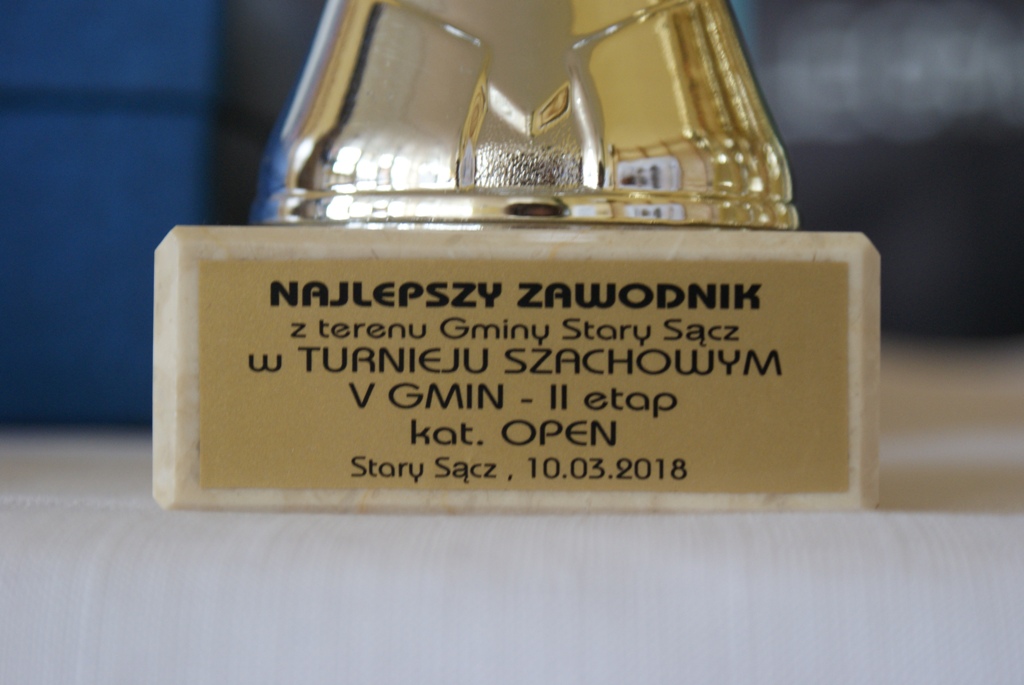 NAJLEPSZY ZAWODNIK
z terenu Gminy Stary Sącz
w TURNIEJU SZACHOWYM
V GMIN - II etap
kat. OPEN
Stary Sącz , 10.03.2018